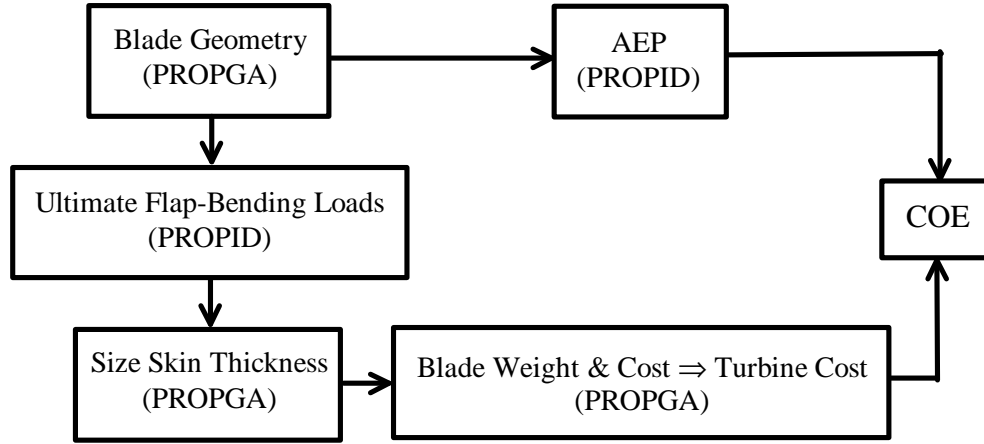 Blade Geometry
(PROPGA)
AEP
(PROPID)
Ultimate Flap-Bending Loads
(PROPID)
COE
Size Skin Thickness
(PROPGA)
Blade Weight & Cost ⇒ Turbine Cost
(PROPGA)